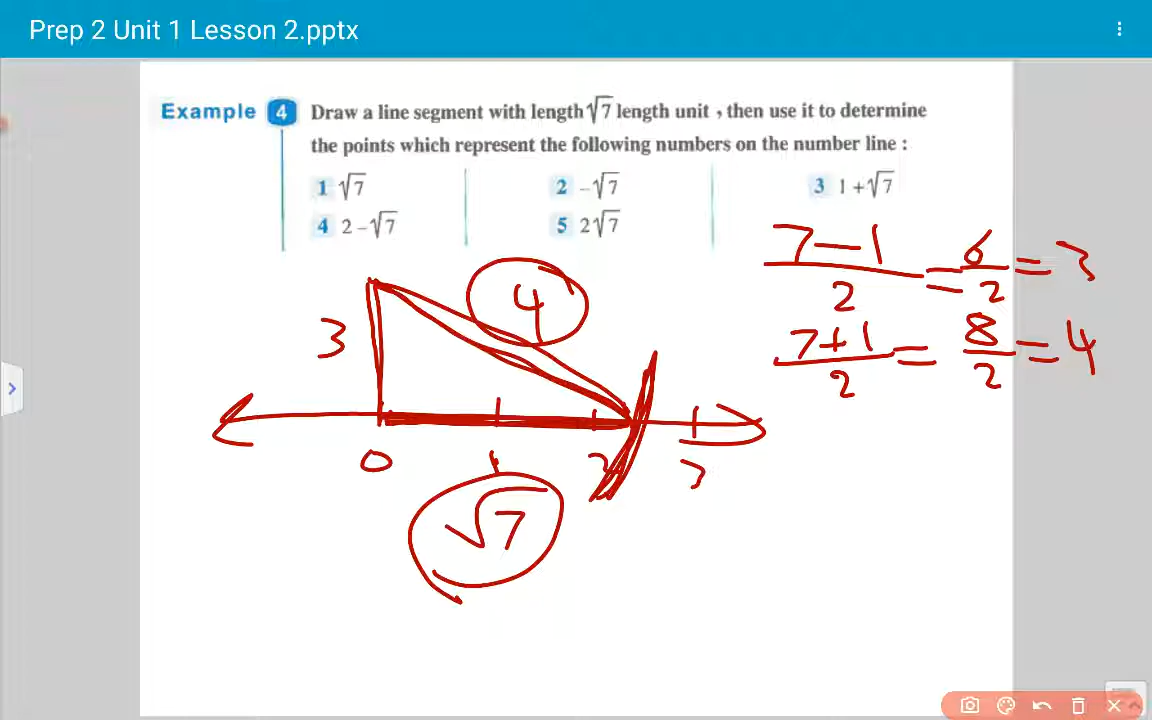 Prep 2 Unit 1 Lesson 2.pptx
Example 4 Draw a line segment with length √7 length unit , then use it to determine
the points which represent the following numbers on the number line :
1 √7 2 -√7 3 1 + √7
4 2 - √7 5 2√7
7 - 1 / 2 = 6 / 2 = 3
7 + 1 / 2 = 8 / 2 = 4
4
3
0 1 2 3
√7